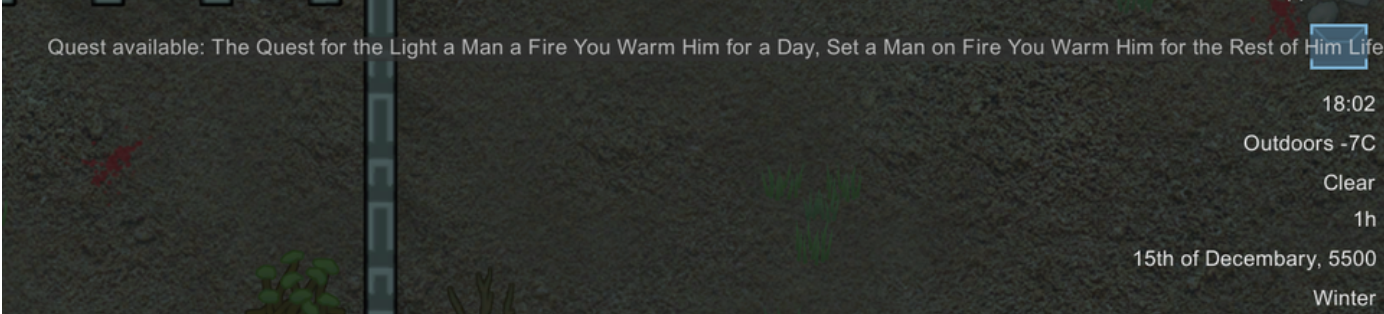 Quest available: The Quest for the Light a Man a Fire You Warm Him for a Day, Set a Man on Fire You Warm Him for the Rest of Him Life
18:02
Outdoors -7C
Clear
1h
15th of Decembary, 5500
Winter